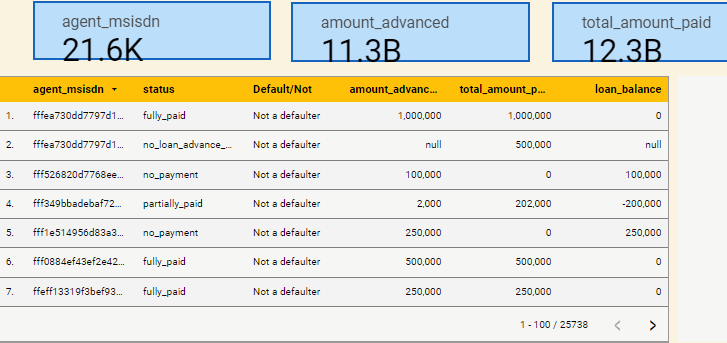 agent_msisdn amount_advanced total_amount_paid
21.6K 11.3B 12.3B
agent_msisdn status Default/Not amount_advanc... total_amount_p... loan_balance
1. fffea730dd7797d1... fully_paid Not a defaulter 1,000,000 1,000,000 0
2. fffea730dd7797d1... no_loan_advance_... Not a defaulter null 500,000 null
3. fff526820d7768ee... no_payment Not a defaulter 100,000 0 100,000
4. fff349bbadebaf72... partially_paid Not a defaulter 2,000 202,000 -200,000
5. fff1e514956d83a3... no_payment Not a defaulter 250,000 0 250,000
6. fff0884ef43ef2e42... fully_paid Not a defaulter 500,000 500,000 0
7. ffeff13319f3bef93... fully_paid Not a defaulter 250,000 250,000 0
1 - 100 / 25738